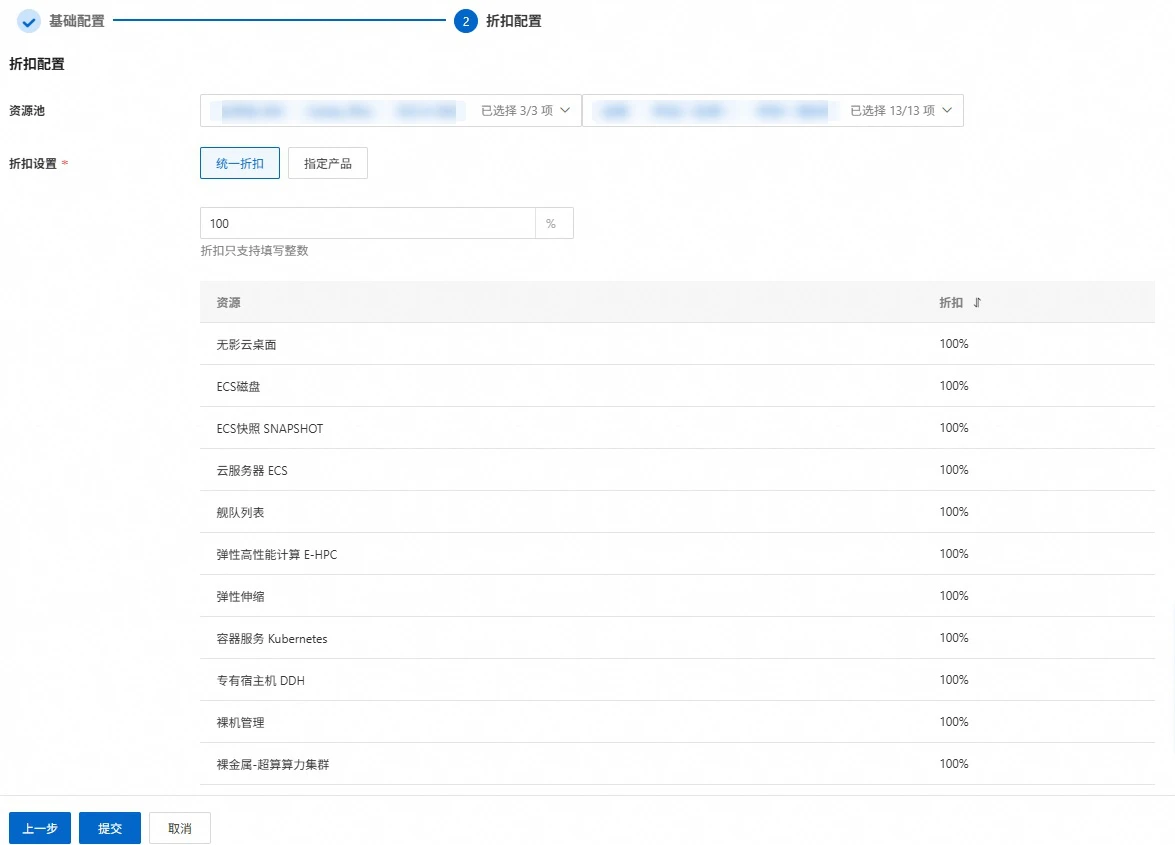 基础配置 2 折扣配置
折扣配置
资源池 已选择 3/3 项 已选择 13/13 项
折扣设置 * 统一折扣 指定产品
100 %
折扣只支持填写整数
资源 折扣
无影云桌面 100%
ECS磁盘 100%
ECS快照 SNAPSHOT 100%
云服务器 ECS 100%
舰队列表 100%
弹性高性能计算 E-HPC 100%
弹性伸缩 100%
容器服务 Kubernetes 100%
专有宿主机 DDH 100%
裸机管理 100%
裸金属-超算算力集群 100%
上一步 提交 取消